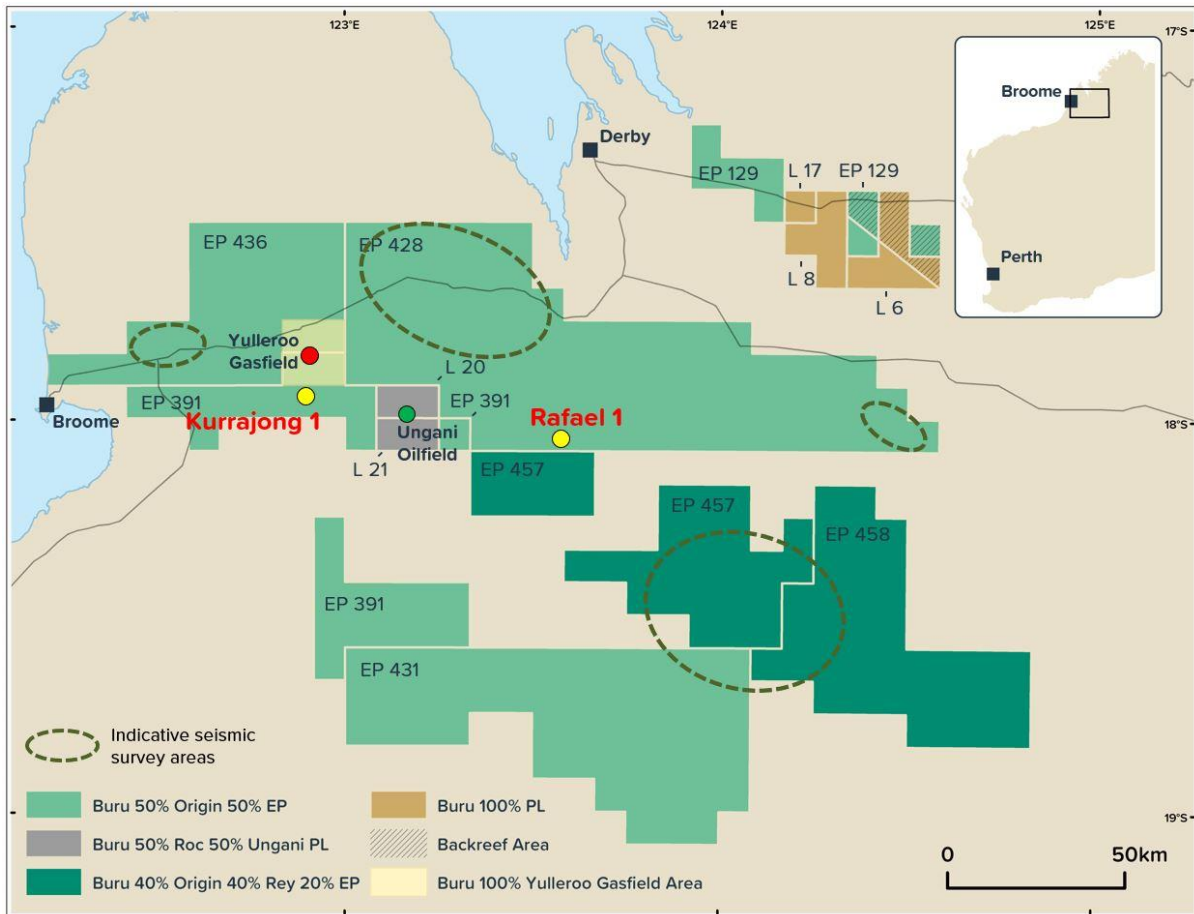 123°E
124°E
125°E
17°S
Broome
Perth
Derby
EP 129
L 17
EP 129
L 8
L 6
EP 436
EP 428
Yulleroo
Gasfield
L 20
EP 391
Kurrajong 1
EP 391
Rafael 1
Broome
Ungani
Oilfield
18°S
L 21
EP 457
EP 457
EP 458
EP 391
EP 431
Indicative seismic
survey areas
Buru 50% Origin 50% EP
Buru 100% PL
Buru 50% Roc 50% Ungani PL
Backreef Area
Buru 40% Origin 40% Rey 20% EP
Buru 100% Yulleroo Gasfield Area
19°S
0
50km